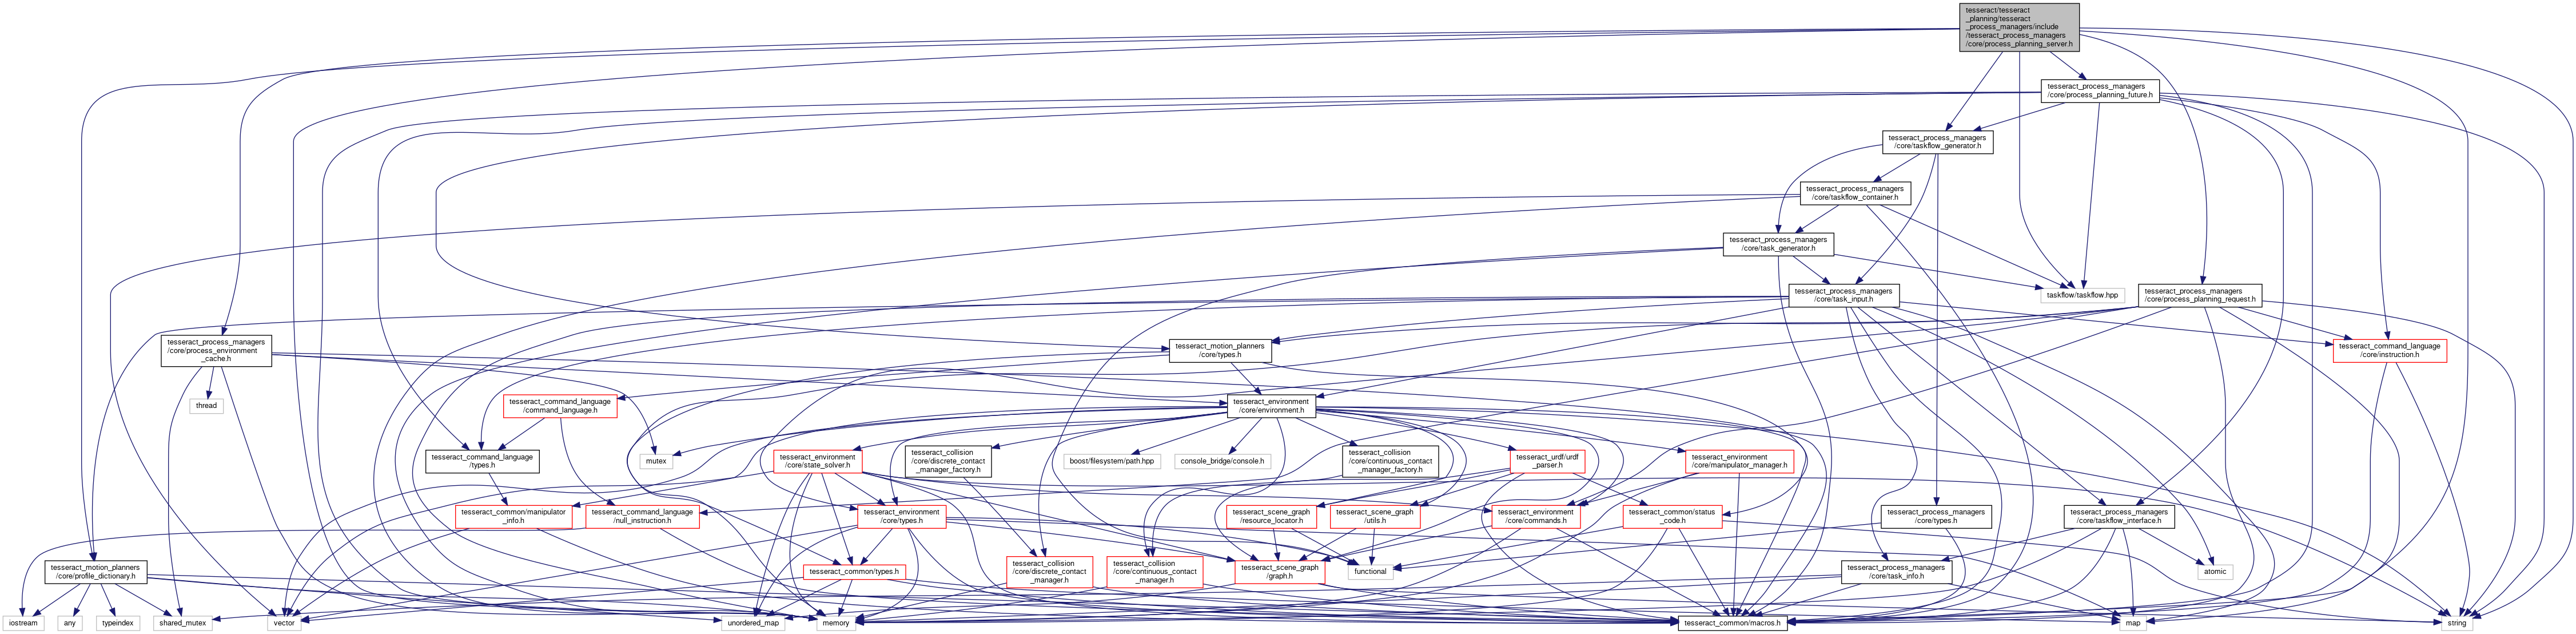 tesseract/tesseract
_planning/tesseract
_process_managers/include
/tesseract_process_managers
/core/process_planning_server.h
tesseract_process_managers
/core/process_planning_future.h
tesseract_process_managers
/core/taskflow_generator.h
tesseract_process_managers
/core/taskflow_container.h
tesseract_process_managers
/core/task_generator.h
tesseract_process_managers
/core/task_input.h
taskflow/taskflow.hpp
tesseract_process_managers
/core/process_planning_request.h
tesseract_process_managers
/core/process_environment
_cache.h
tesseract_motion_planners
/core/types.h
tesseract_command_language
/core/instruction.h
thread
tesseract_command_language
/command_language.h
tesseract_environment
/core/environment.h
tesseract_command_language
/types.h
mutex
tesseract_environment
/core/state_solver.h
tesseract_collision
/core/discrete_contact
_manager_factory.h
boost/filesystem/path.hpp
console_bridge/console.h
tesseract_collision
/core/continuous_contact
_manager_factory.h
tesseract_urdf/urdf
_parser.h
tesseract_environment
/core/manipulator_manager.h
tesseract_common/manipulator
_info.h
tesseract_command_language
/null_instruction.h
tesseract_environment
/core/types.h
tesseract_scene_graph
/resource_locator.h
tesseract_scene_graph
/utils.h
tesseract_environment
/core/commands.h
tesseract_common/status
_code.h
tesseract_process_managers
/core/types.h
tesseract_process_managers
/core/taskflow_interface.h
tesseract_motion_planners
/core/profile_dictionary.h
tesseract_common/types.h
tesseract_collision
/core/discrete_contact
_manager.h
tesseract_collision
/core/continuous_contact
_manager.h
tesseract_scene_graph
/graph.h
functional
tesseract_process_managers
/core/task_info.h
atomic
iostream
any
typeindex
shared_mutex
vector
unordered_map
memory
tesseract_common/macros.h
map
string